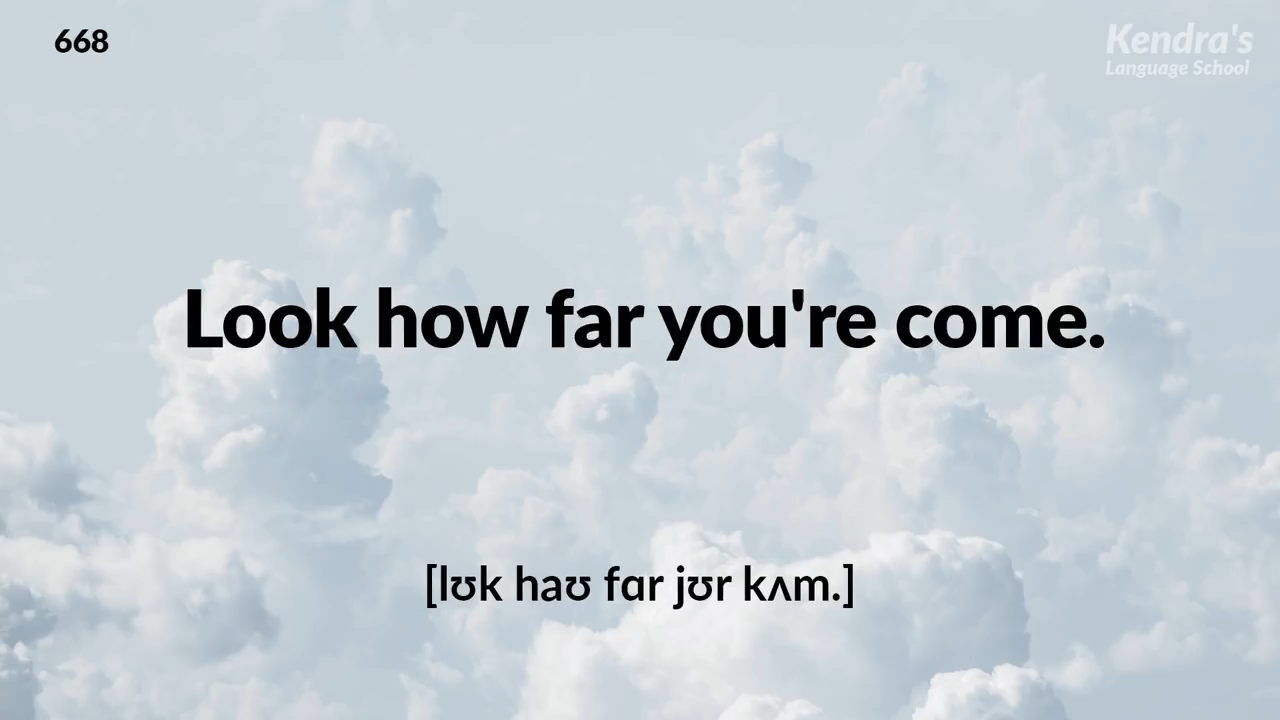 668
Kendra's
Language School
Look how far you're come.
[lʊk haʊ fɑr jʊr kʌm.]